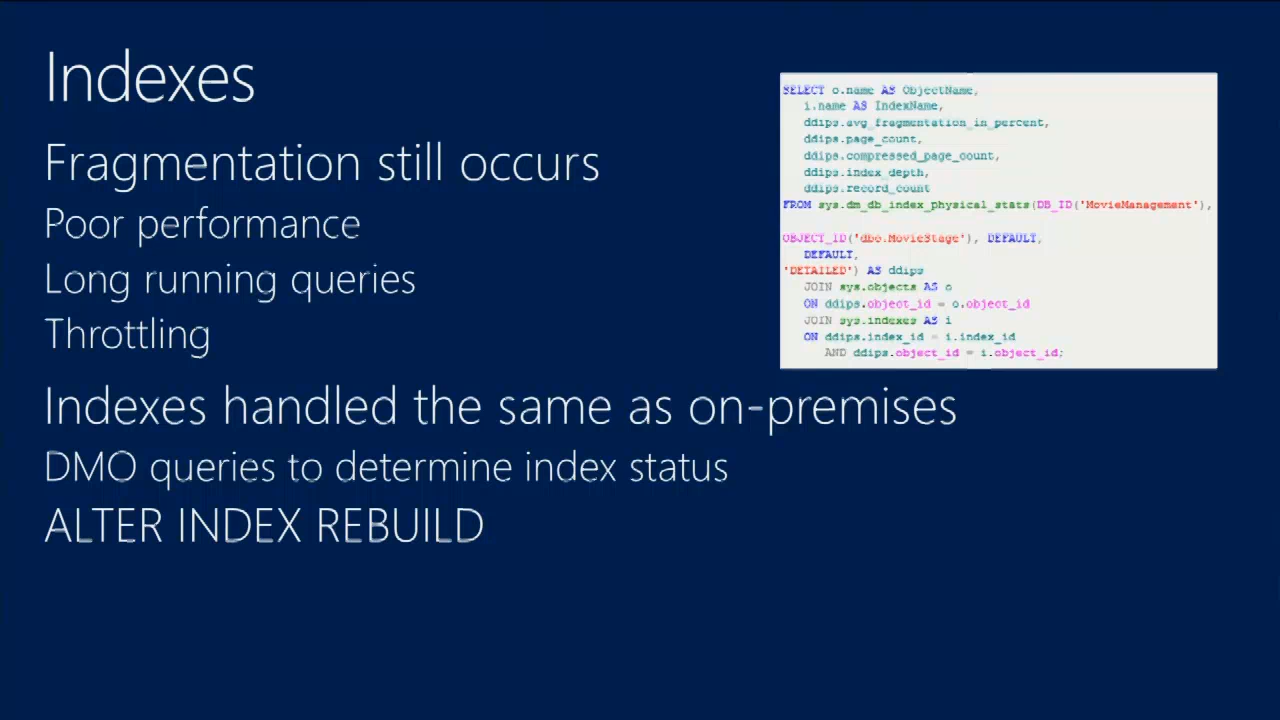 Indexes
Fragmentation still occurs
Poor performance
Long running queries
Throttling
Indexes handled the same as on-premises
DMO queries to determine index status
ALTER INDEX REBUILD
SELECT o.name AS ObjectName,
i.name AS IndexName,
ddips.avg_fragmentation_in_percent,
ddips.page_count,
ddips.compressed_page_count,
ddips.index_depth,
ddips.record_count
FROM sys.dm_db_index_physical_stats(DB_ID('MovieManagement'),
OBJECT_ID('dbo.MovieStage'), DEFAULT,
DEFAULT,
'DETAILED') AS ddips
JOIN sys.objects AS o
ON ddips.object_id = o.object_id
JOIN sys.indexes AS i
ON ddips.index_id = i.index_id
AND ddips.object_id = i.object_id;